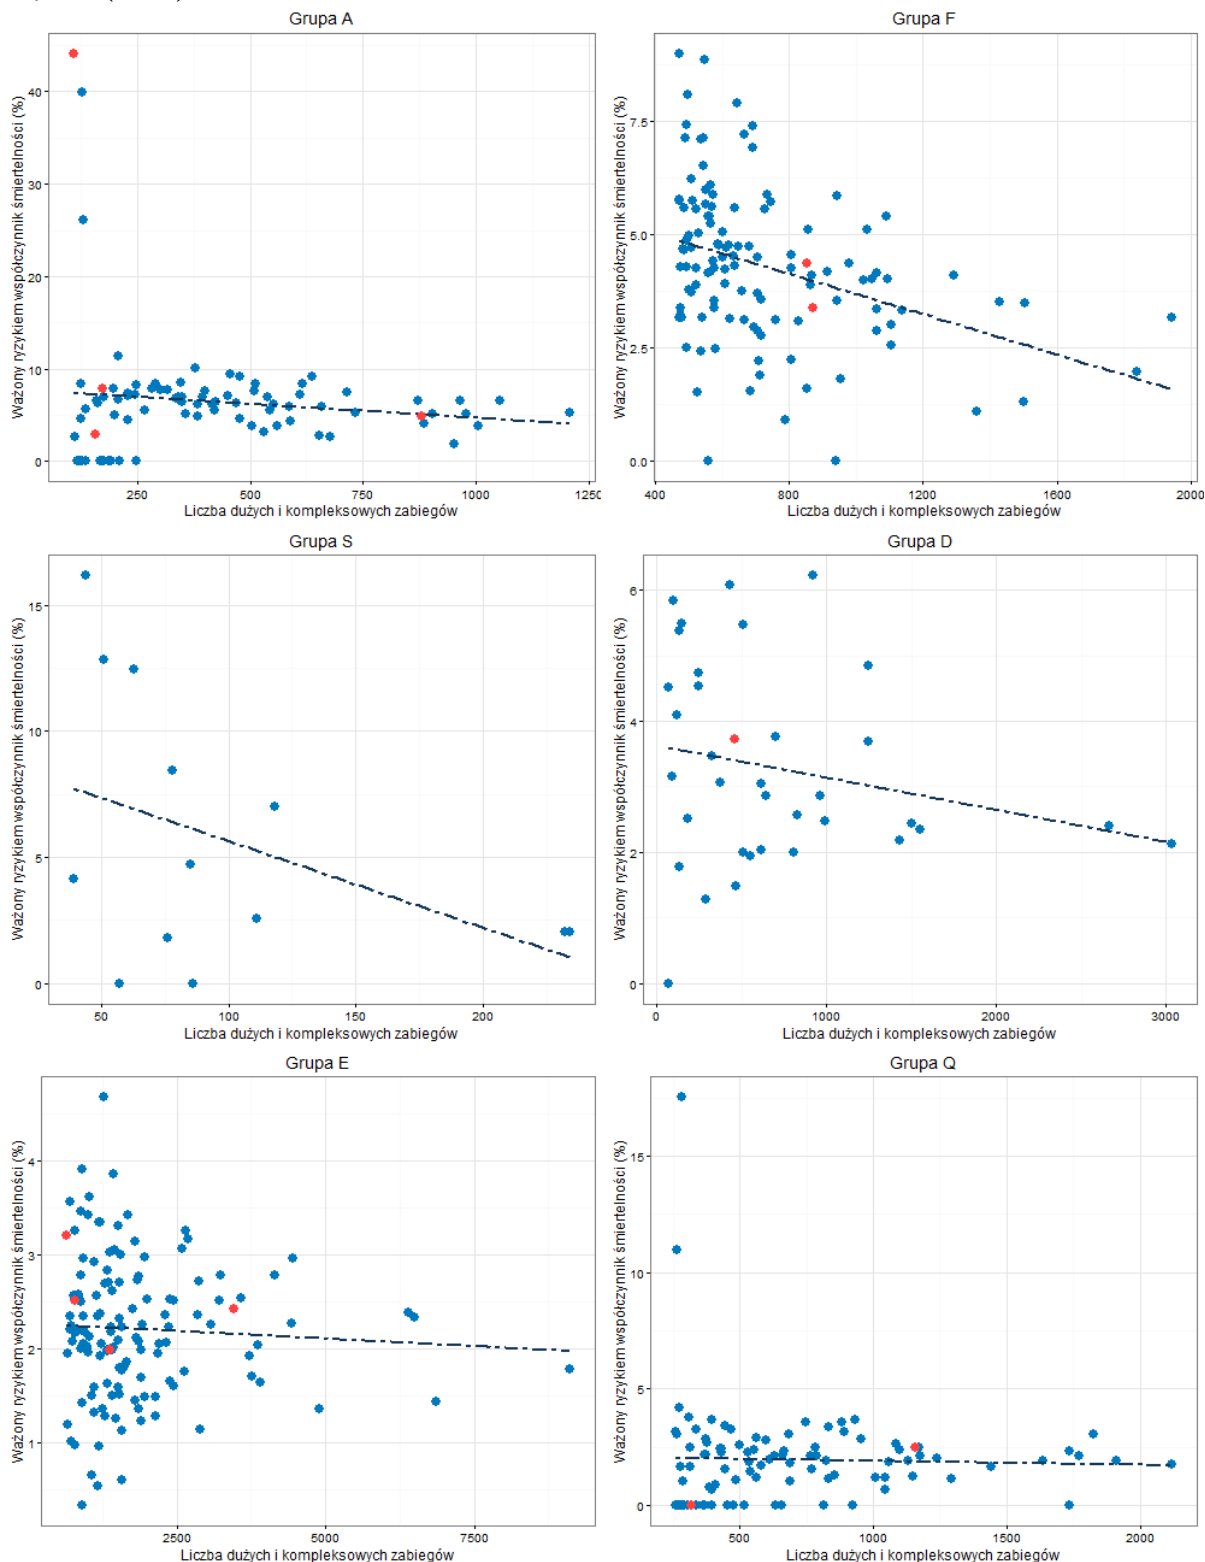 Grupa A
Ważony ryzykiem współczynnik śmiertelności (%)
40
30
20
10
0
250
500
750
1000
1250
Liczba dużych i kompleksowych zabiegów
Grupa F
Ważony ryzykiem współczynnik śmiertelności (%)
7.5
5.0
2.5
0.0
400
800
1200
1600
2000
Liczba dużych i kompleksowych zabiegów
Grupa S
Ważony ryzykiem współczynnik śmiertelności (%)
15
10
5
0
50
100
150
200
Liczba dużych i kompleksowych zabiegów
Grupa D
Ważony ryzykiem współczynnik śmiertelności (%)
6
4
2
0
0
1000
2000
3000
Liczba dużych i kompleksowych zabiegów
Grupa E
Ważony ryzykiem współczynnik śmiertelności (%)
4
3
2
1
2500
5000
7500
Liczba dużych i kompleksowych zabiegów
Grupa Q
Ważony ryzykiem współczynnik śmiertelności (%)
15
10
5
0
500
1000
1500
2000
Liczba dużych i kompleksowych zabiegów